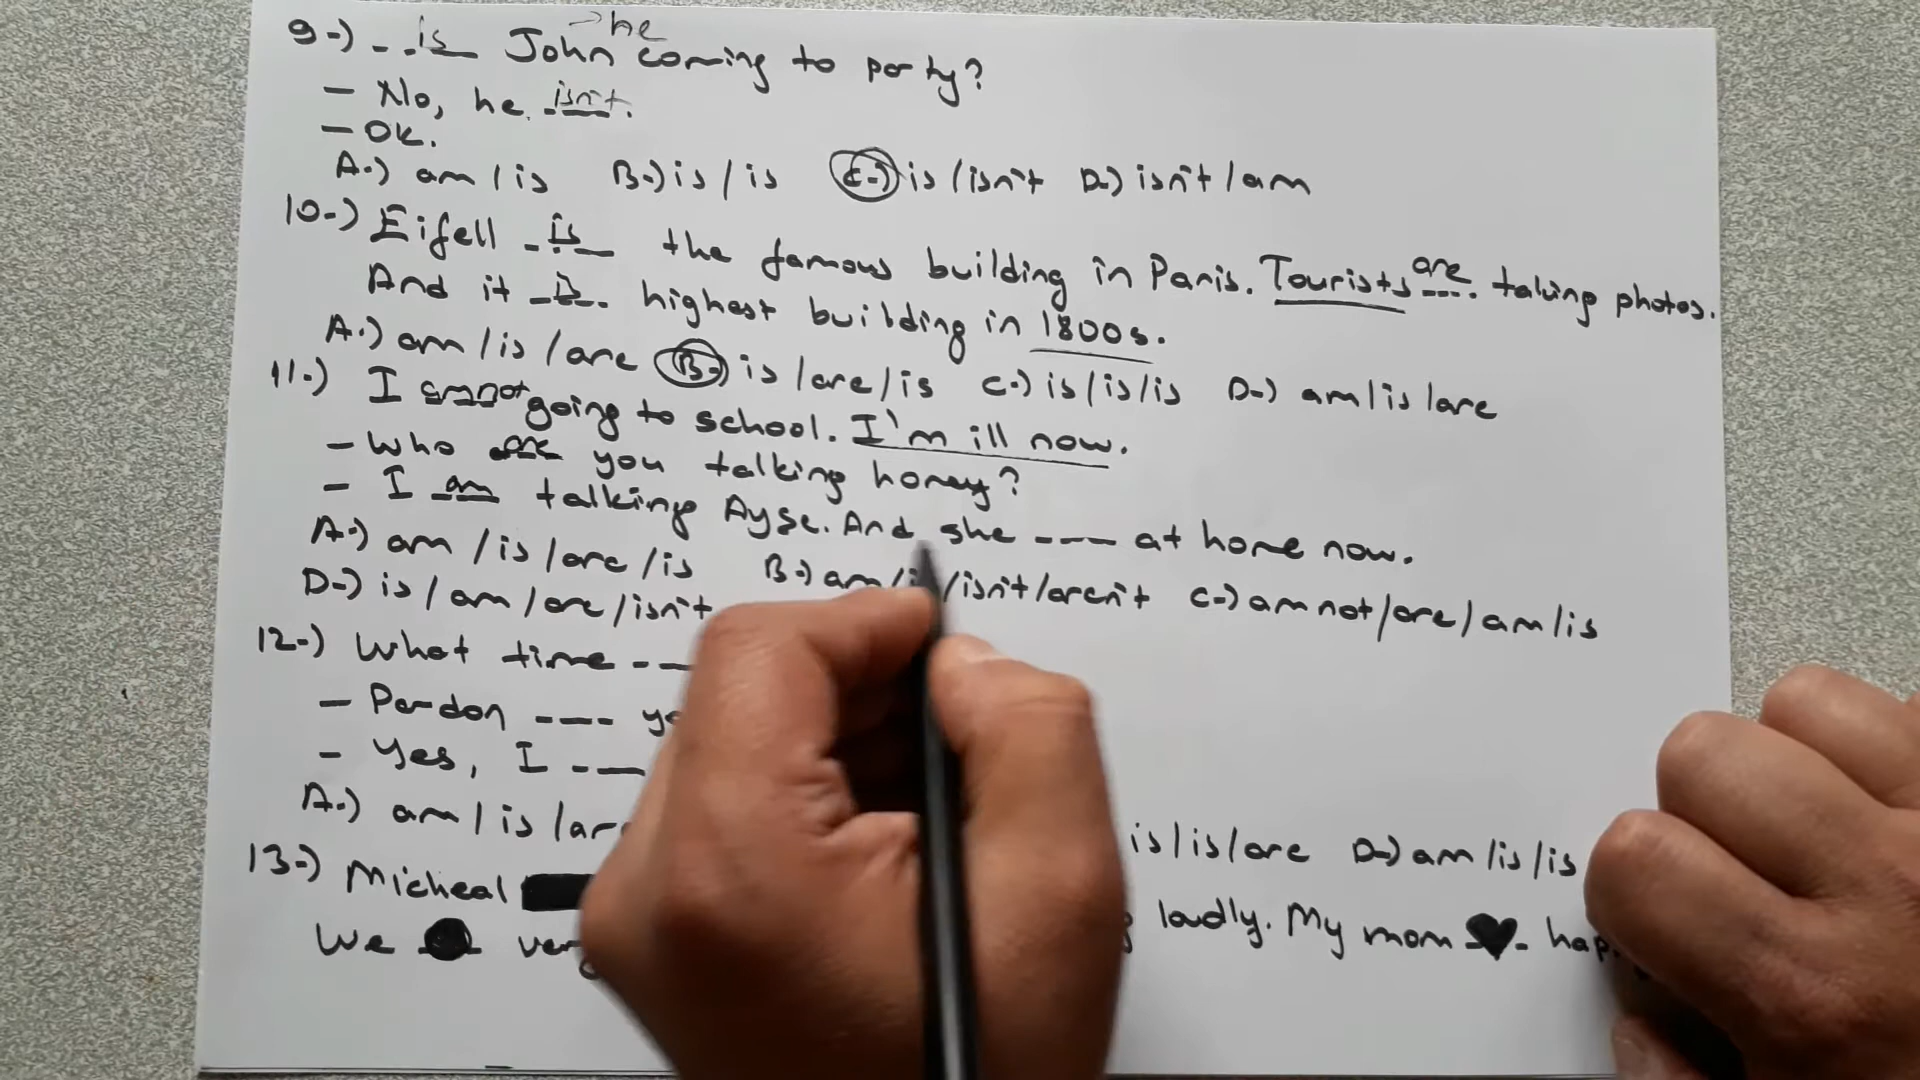 he
9-) is John coming to party?
- No, he isn't.
- OK.
A-) am / is B-) is / is C-) is / isn't D-) isn't / am
10-) Eifell is the famous building in Paris. Tourists are taking photos.
And it is highest building in 1800s.
A-) am / is / are B-) is / are / is C-) is / is / is D-) am / is / are
11-) I am not going to school. I'm ill now.
- Who are you talking honey?
- I am talking Ayşe. And she --- at home now.
A-) am / is / are / is B-) am / / isn't / aren't C-) am not / are / am / is
D-) is / am / are / isn't
12-) What time ---
- Pardon ----
- Yes, I ---
A-) am / is / is / is / are D-) am / is / is
13-) Micheal loudly. My mom
We